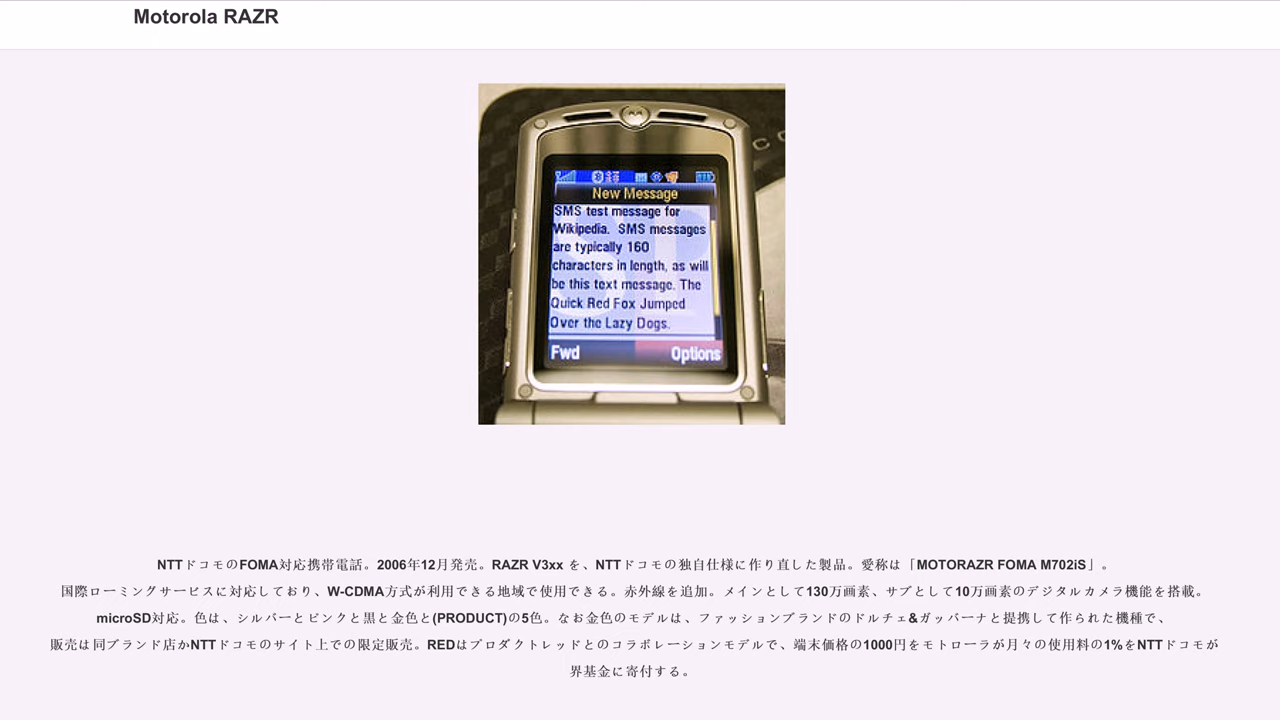 Motorola RAZR
New Message
SMS test message for
Wikipedia. SMS messages
are typically 160
characters in length, as will
be this text message. The
Quick Red Fox Jumped
Over the Lazy Dogs.
Fwd Options
NTTドコモのFOMA対応携帯電話。2006年12月発売。RAZR V3xx を、NTTドコモの独自仕様に作り直した製品。愛称は「MOTORAZR FOMA M702iS」。
国際ローミングサービスに対応しており、W-CDMA方式が利用できる地域で使用できる。赤外線を追加。メインとして130万画素、サブとして10万画素のデジタルカメラ機能を搭載。
microSD対応。色は、シルバーとピンクと黒と金色と(PRODUCT)の5色。なお金色のモデルは、ファッションブランドのドルチェ&ガッバーナと提携して作られた機種で、
販売は同ブランド店かNTTドコモのサイト上での限定販売。REDはプロダクトレッドとのコラボレーションモデルで、端末価格の1000円をモトローラが月々の使用料の1%をNTTドコモが
界基金に寄付する。